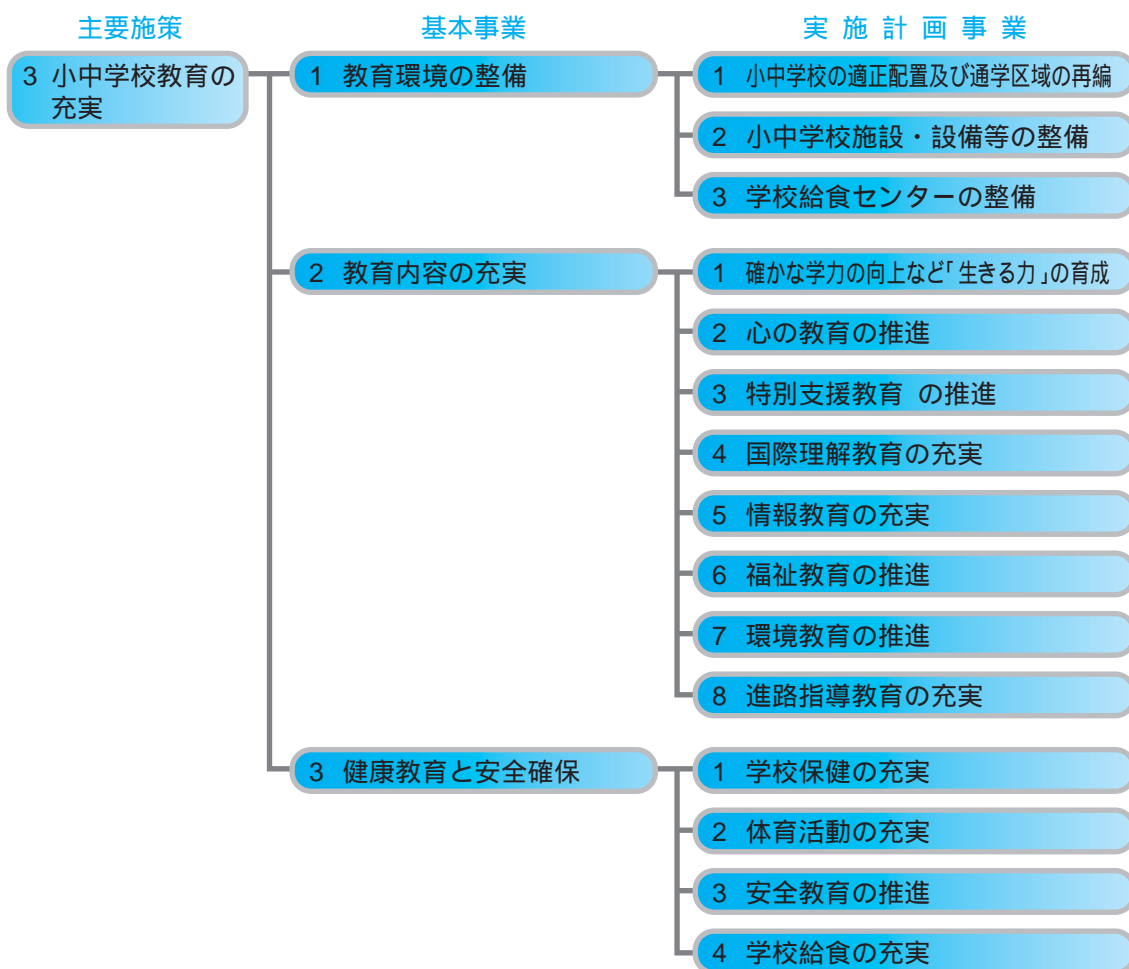 主要施策
基本事業
実施計画事業
3 小中学校教育の
充実
1 教育環境の整備
1 小中学校の適正配置及び通学区域の再編
2 小中学校施設・設備等の整備
3 学校給食センターの整備
2 教育内容の充実
1 確かな学力の向上など「生きる力」の育成
2 心の教育の推進
3 特別支援教育 の推進
4 国際理解教育の充実
5 情報教育の充実
6 福祉教育の推進
7 環境教育の推進
8 進路指導教育の充実
3 健康教育と安全確保
1 学校保健の充実
2 体育活動の充実
3 安全教育の推進
4 学校給食の充実